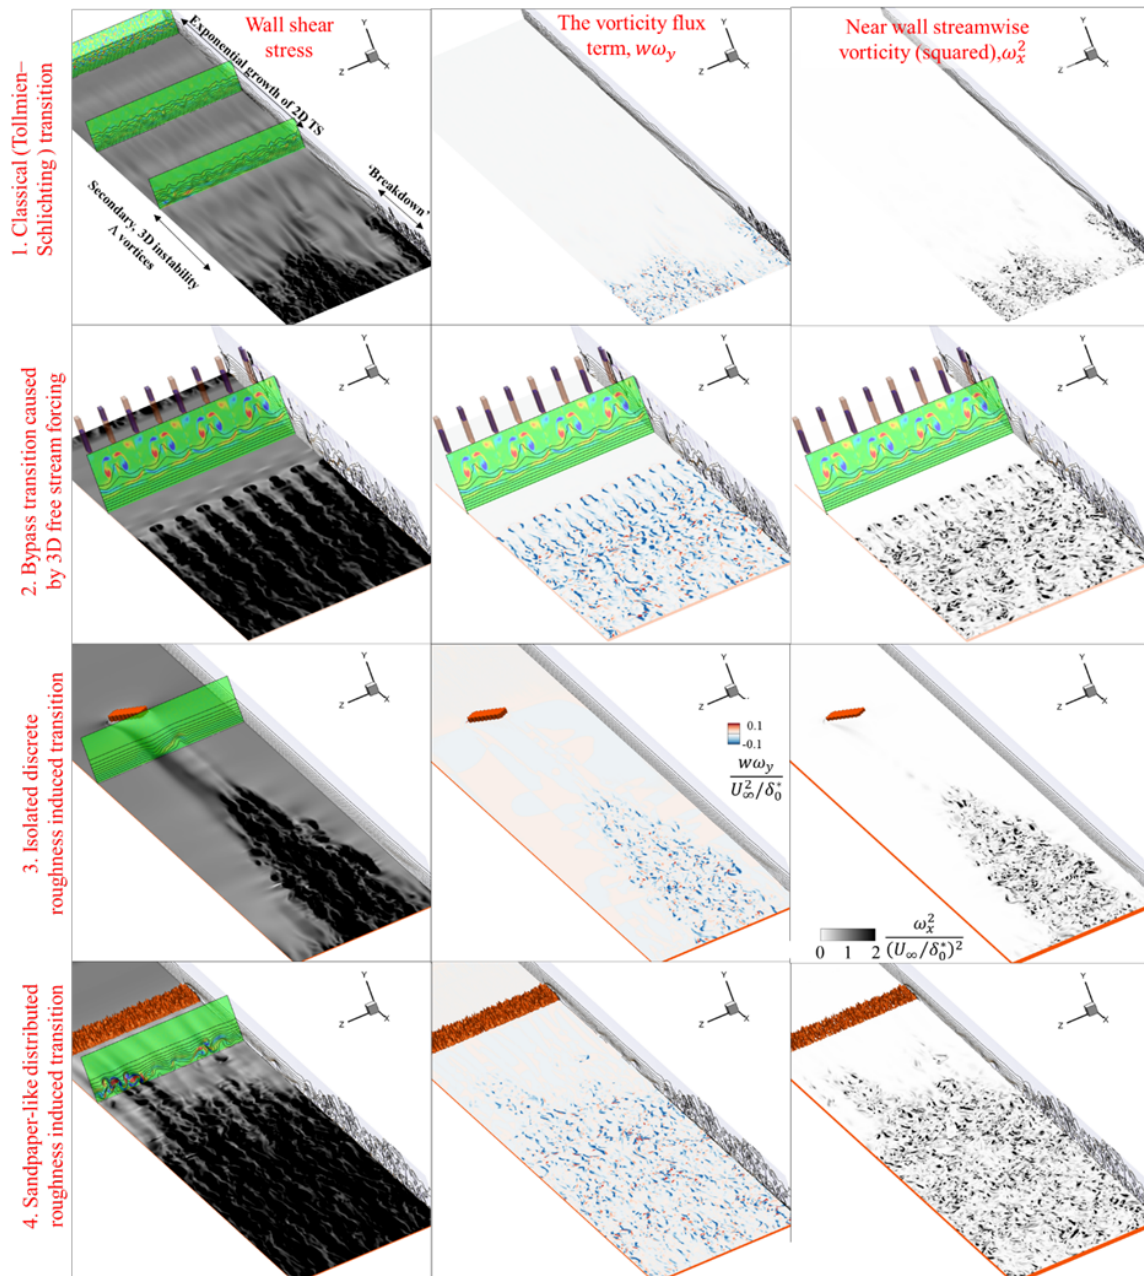 Wall shear
stress
The vorticity flux
term, wω_y
Near wall streamwise
vorticity (squared),ω_x^2
1. Classical (Tollmien–
Schlichting ) transition
Exponential growth of 2D TS
'Breakdown'
Secondary, 3D instability
Λ vortices
Y
Z
X
Y
Z
X
Y
Z
X
2. Bypass transition caused
by 3D free stream forcing
Y
Z
X
Y
Z
X
Y
Z
X
3. Isolated discrete
roughness induced transition
Y
Z
X
Y
Z
X
0.1
-0.1
wω_y
U_∞^2/δ_0^*
Y
Z
X
0 1 2
ω_x^2
(U_∞/δ_0^*)^2
4. Sandpaper-like distributed
roughness induced transition
Y
Z
X
Y
Z
X
Y
Z
X